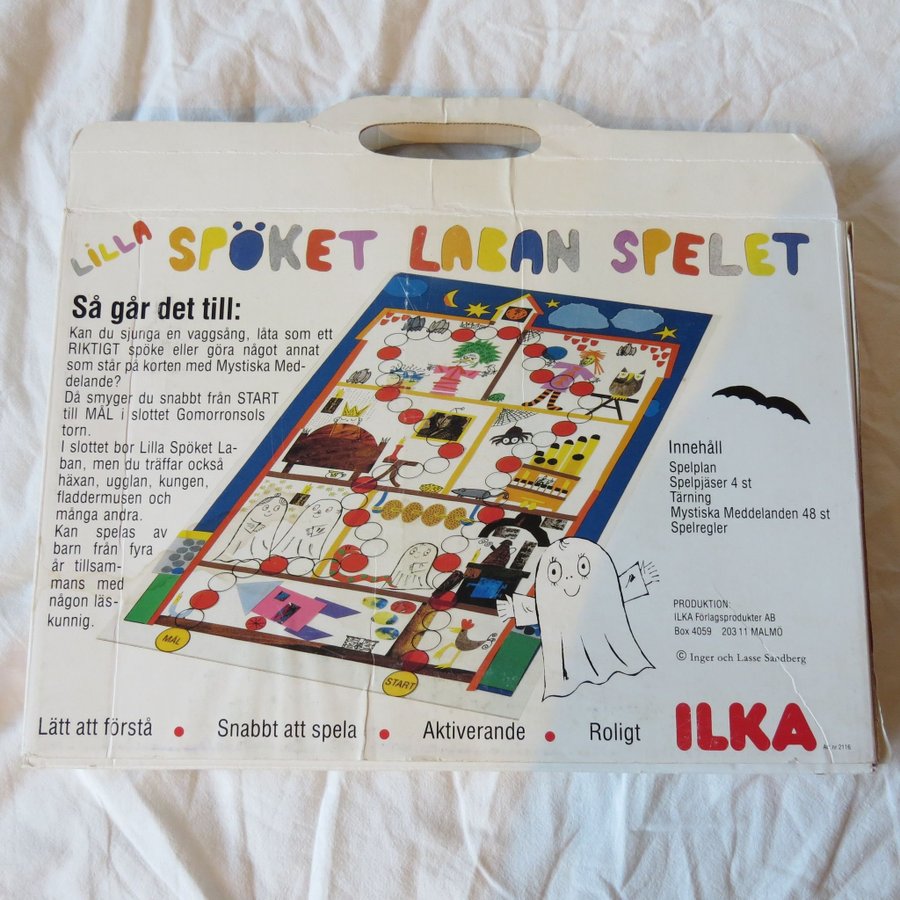 LILLA SPÖKET LABAN SPELET
Så går det till:
Kan du sjunga en vaggsång, låta som ett
RIKTIGT spöke eller göra något annat
som står på korten med Mystiska Med-
delande?
Då smyger du snabbt från START
till MÅL i slottet Gomorronsols
torn.
I slottet bor Lilla Spöket La-
ban, men du träffar också
häxan, ugglan, kungen,
fladdermusen och
många andra.
Kan spelas av
barn från fyra
år tillsam-
mans med
någon läs-
kunnig.
MÅL
START
Innehåll
Spelplan
Spelpjäser 4 st
Tärning
Mystiska Meddelanden 48 st
Spelregler
PRODUKTION:
ILKA Förlagsprodukter AB
Box 4059 203 11 MALMÖ
© Inger och Lasse Sandberg
Lätt att förstå • Snabbt att spela • Aktiverande • Roligt
ILKA
Art nr 2116